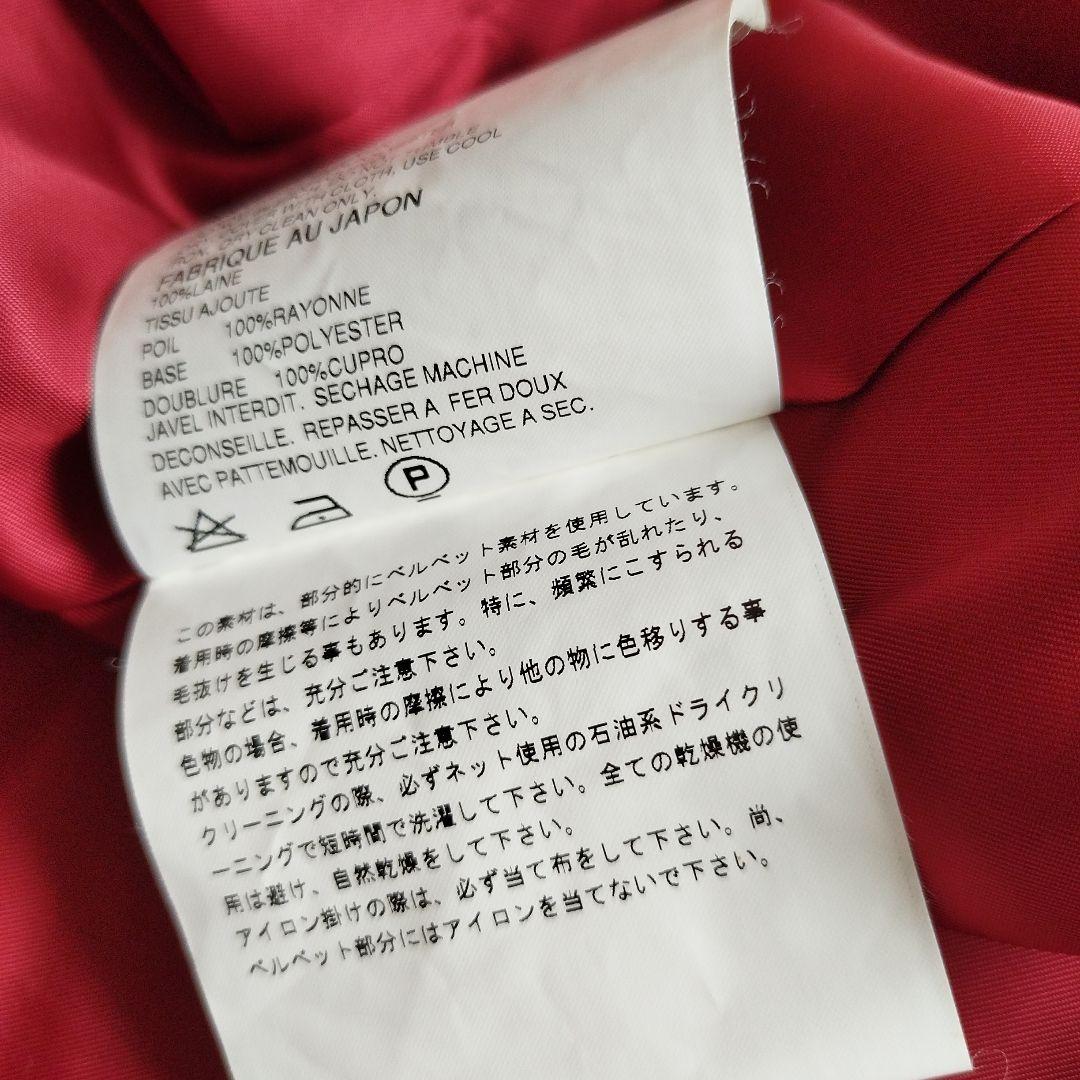 TUMBLE
WITH CLOTH, USE COOL
DRY CLEAN ONLY.
FABRIQUE AU JAPON
100%LAINE
TISSU AJOUTE
POIL 100%RAYONNE
BASE 100%POLYESTER
DOUBLURE 100%CUPRO
JAVEL INTERDIT. SECHAGE MACHINE
DECONSEILLE. REPASSER A FER DOUX
AVEC PATTEMOUILLE. NETTOYAGE A SEC.
P
この素材は、部分的にベルベット素材を使用しています。
着用時の摩擦等によりベルベット部分の毛が乱れたり、
毛抜けを生じる事もあります。特に、頻繁にこすられる
部分などは、充分ご注意下さい。
色物の場合、着用時の摩擦により他の物に色移りする事
がありますので充分ご注意下さい。
クリーニングの際、必ずネット使用の石油系ドライクリ
ーニングで短時間で洗濯して下さい。全ての乾燥機の使
用は避け、自然乾燥をして下さい。
アイロン掛けの際は、必ず当て布をして下さい。尚、
ベルベット部分にはアイロンを当てないで下さい。